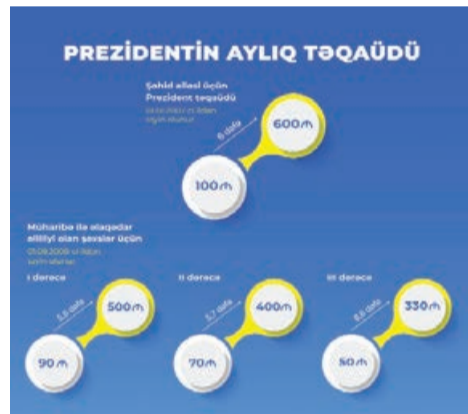 PREZİDENTİN AYLIQ TƏQAÜDÜ
Şəhid ailəsi üçün
Prezident təqaüdü
6 dəfə
600₼
100₼
Müharibə ilə əlaqədar
əlilliyi olan şəxslər üçün
I dərəcə
II dərəcə
III dərəcə
5,5 dəfə
500₼
90₼
5,7 dəfə
400₼
70₼
6,6 dəfə
330₼
50₼